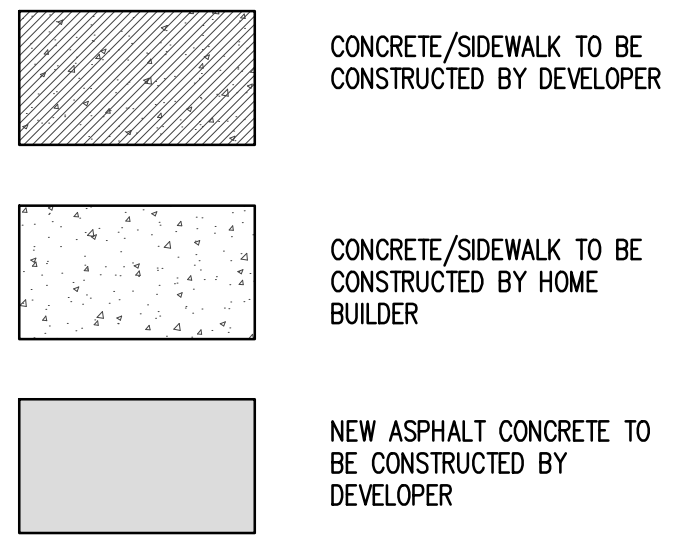 CONCRETE/SIDEWALK TO BE
CONSTRUCTED BY DEVELOPER
CONCRETE/SIDEWALK TO BE
CONSTRUCTED BY HOME
BUILDER
NEW ASPHALT CONCRETE TO
BE CONSTRUCTED BY
DEVELOPER